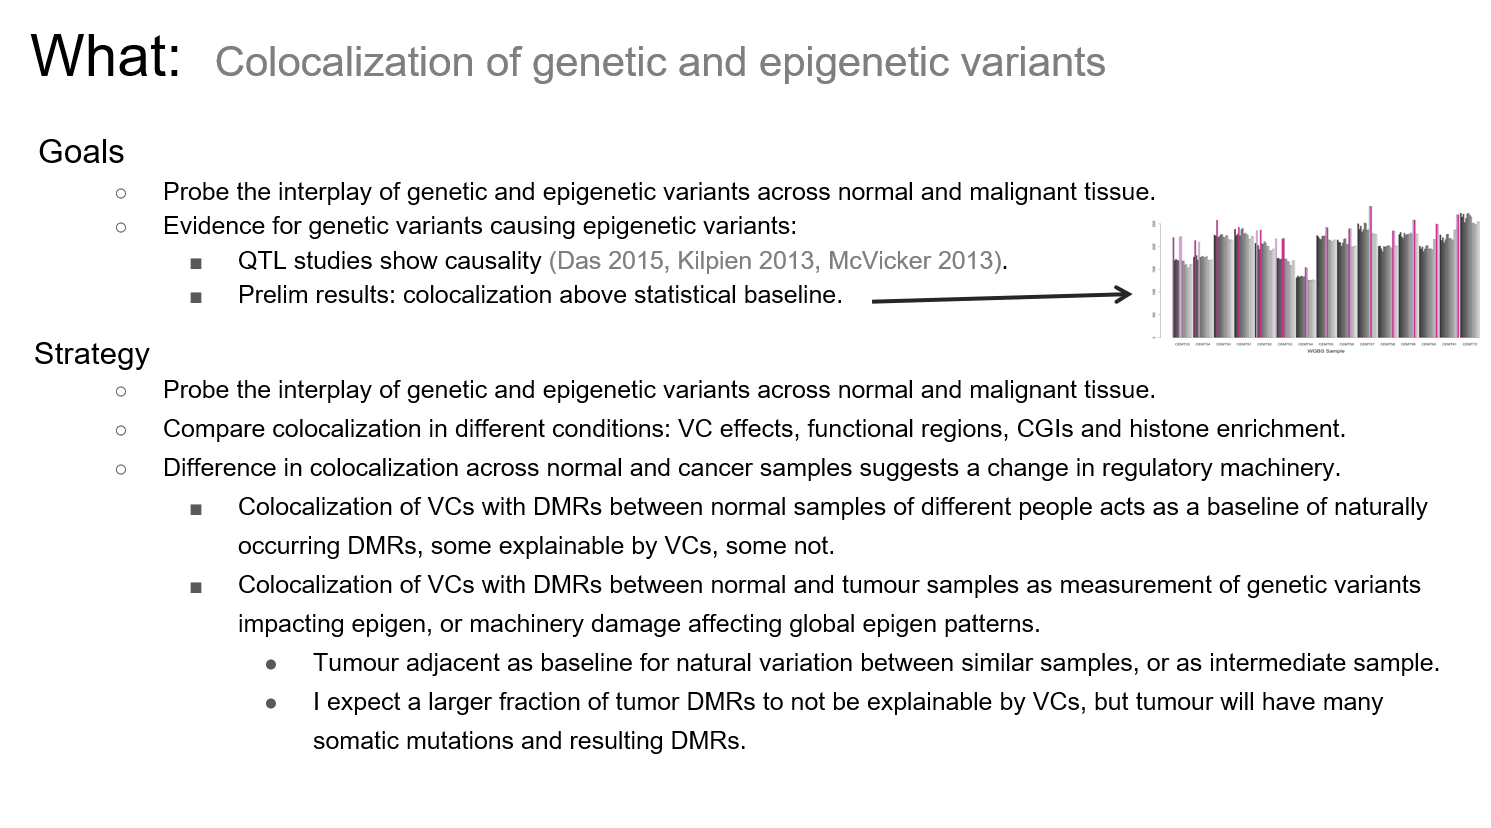 What: Colocalization of genetic and epigenetic variants
Goals
○ Probe the interplay of genetic and epigenetic variants across normal and malignant tissue.
○ Evidence for genetic variants causing epigenetic variants:
■ QTL studies show causality (Das 2015, Kilpien 2013, McVicker 2013).
■ Prelim results: colocalization above statistical baseline.
WGBS Sample
Strategy
○ Probe the interplay of genetic and epigenetic variants across normal and malignant tissue.
○ Compare colocalization in different conditions: VC effects, functional regions, CGIs and histone enrichment.
○ Difference in colocalization across normal and cancer samples suggests a change in regulatory machinery.
■ Colocalization of VCs with DMRs between normal samples of different people acts as a baseline of naturally
occurring DMRs, some explainable by VCs, some not.
■ Colocalization of VCs with DMRs between normal and tumour samples as measurement of genetic variants
impacting epigen, or machinery damage affecting global epigen patterns.
● Tumour adjacent as baseline for natural variation between similar samples, or as intermediate sample.
● I expect a larger fraction of tumor DMRs to not be explainable by VCs, but tumour will have many
somatic mutations and resulting DMRs.